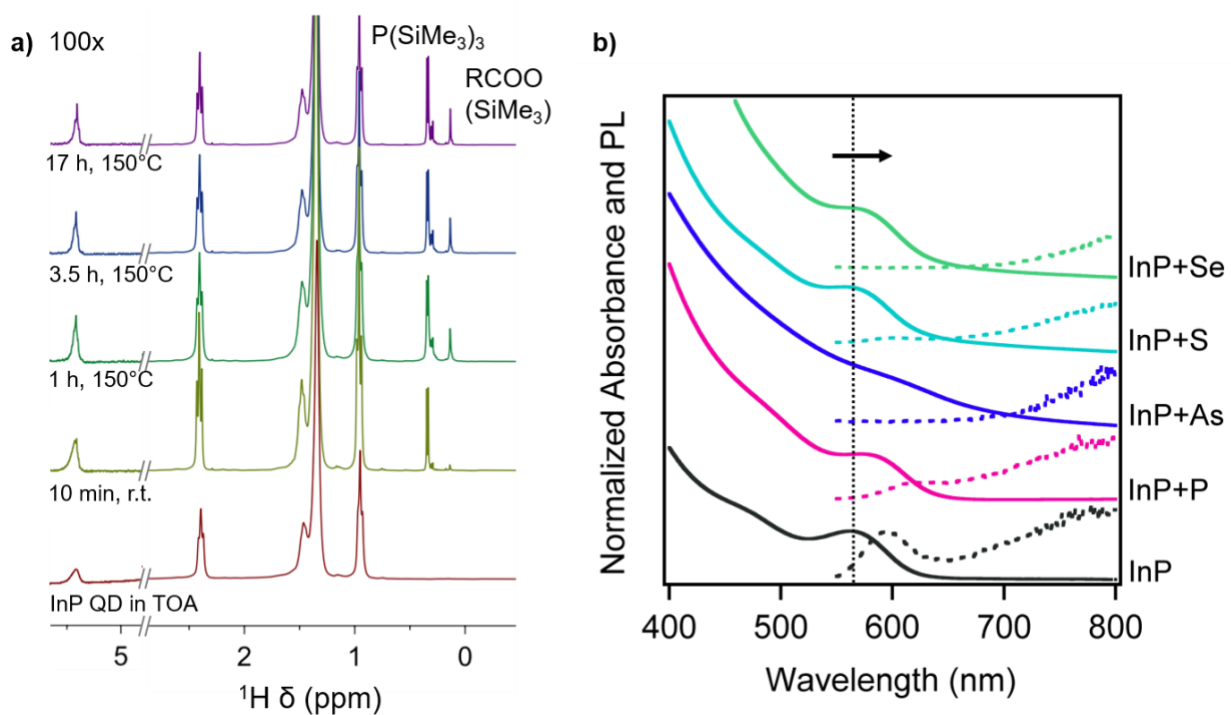 a)
100x
P(SiMe₃)₃
RCOO
(SiMe₃)
17 h, 150°C
3.5 h, 150°C
1 h, 150°C
10 min, r.t.
InP QD in TOA
5 2 1 0
¹H δ (ppm)
b)
Normalized Absorbance and PL
InP+Se
InP+S
InP+As
InP+P
InP
400 500 600 700 800
Wavelength (nm)